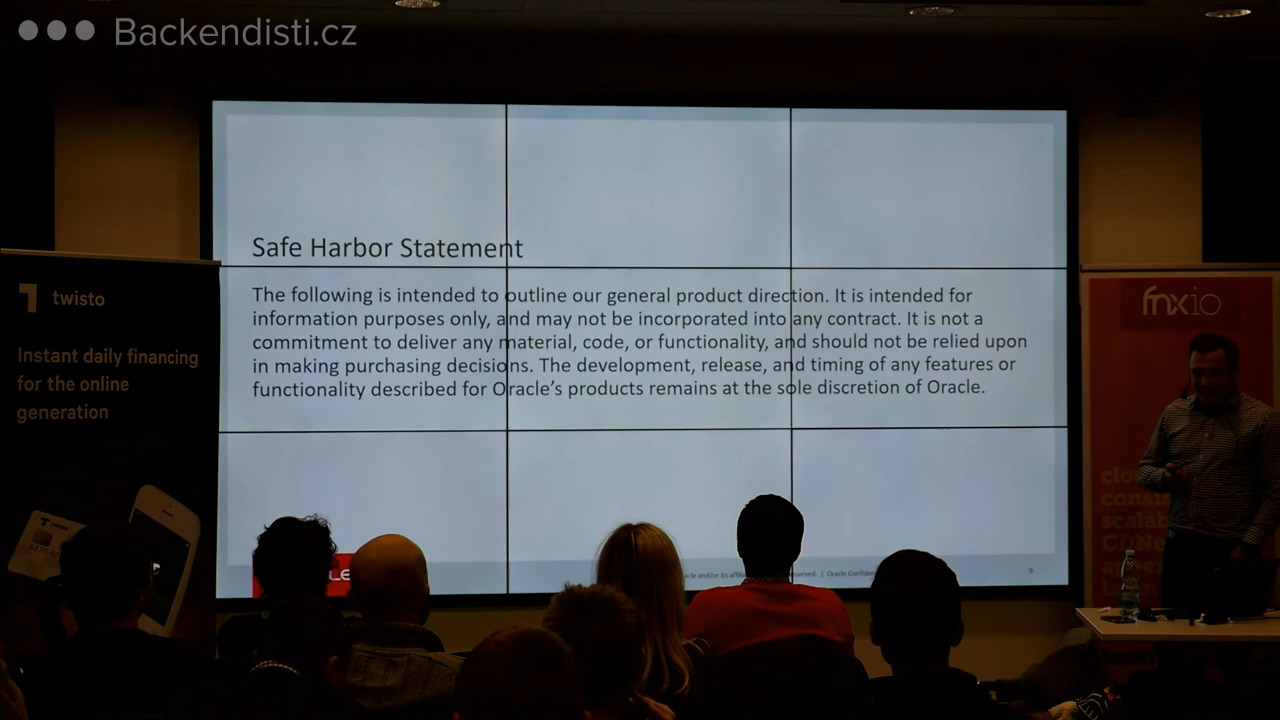 Backendisti.cz
Safe Harbor Statement
The following is intended to outline our general product direction. It is intended for
information purposes only, and may not be incorporated into any contract. It is not a
commitment to deliver any material, code, or functionality, and should not be relied upon
in making purchasing decisions. The development, release, and timing of any features or
functionality described for Oracle's products remains at the sole discretion of Oracle.
twisto
Instant daily financing
for the online
generation
fnxio